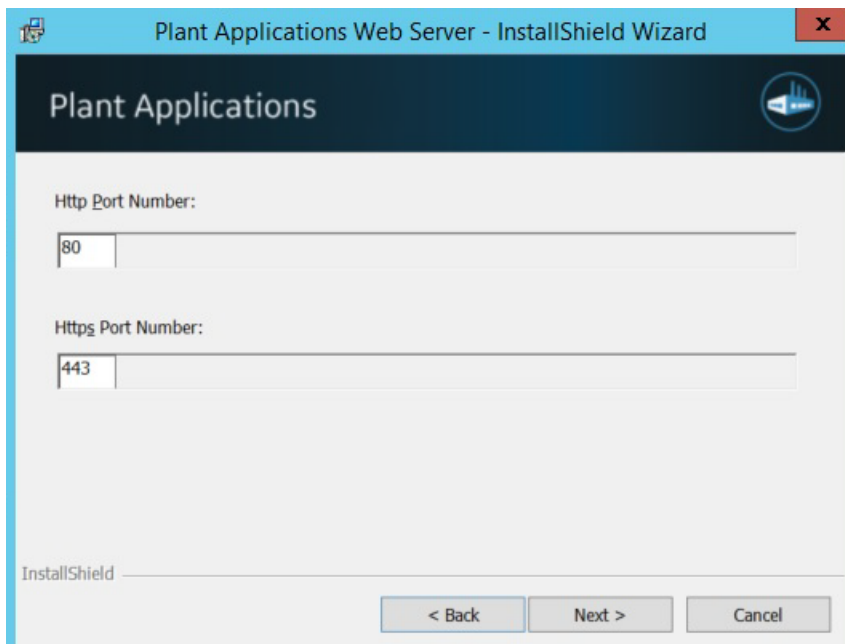 Plant Applications Web Server - InstallShield Wizard
x
Plant Applications
Http Port Number:
80
Https Port Number:
443
InstallShield
< Back Next > Cancel